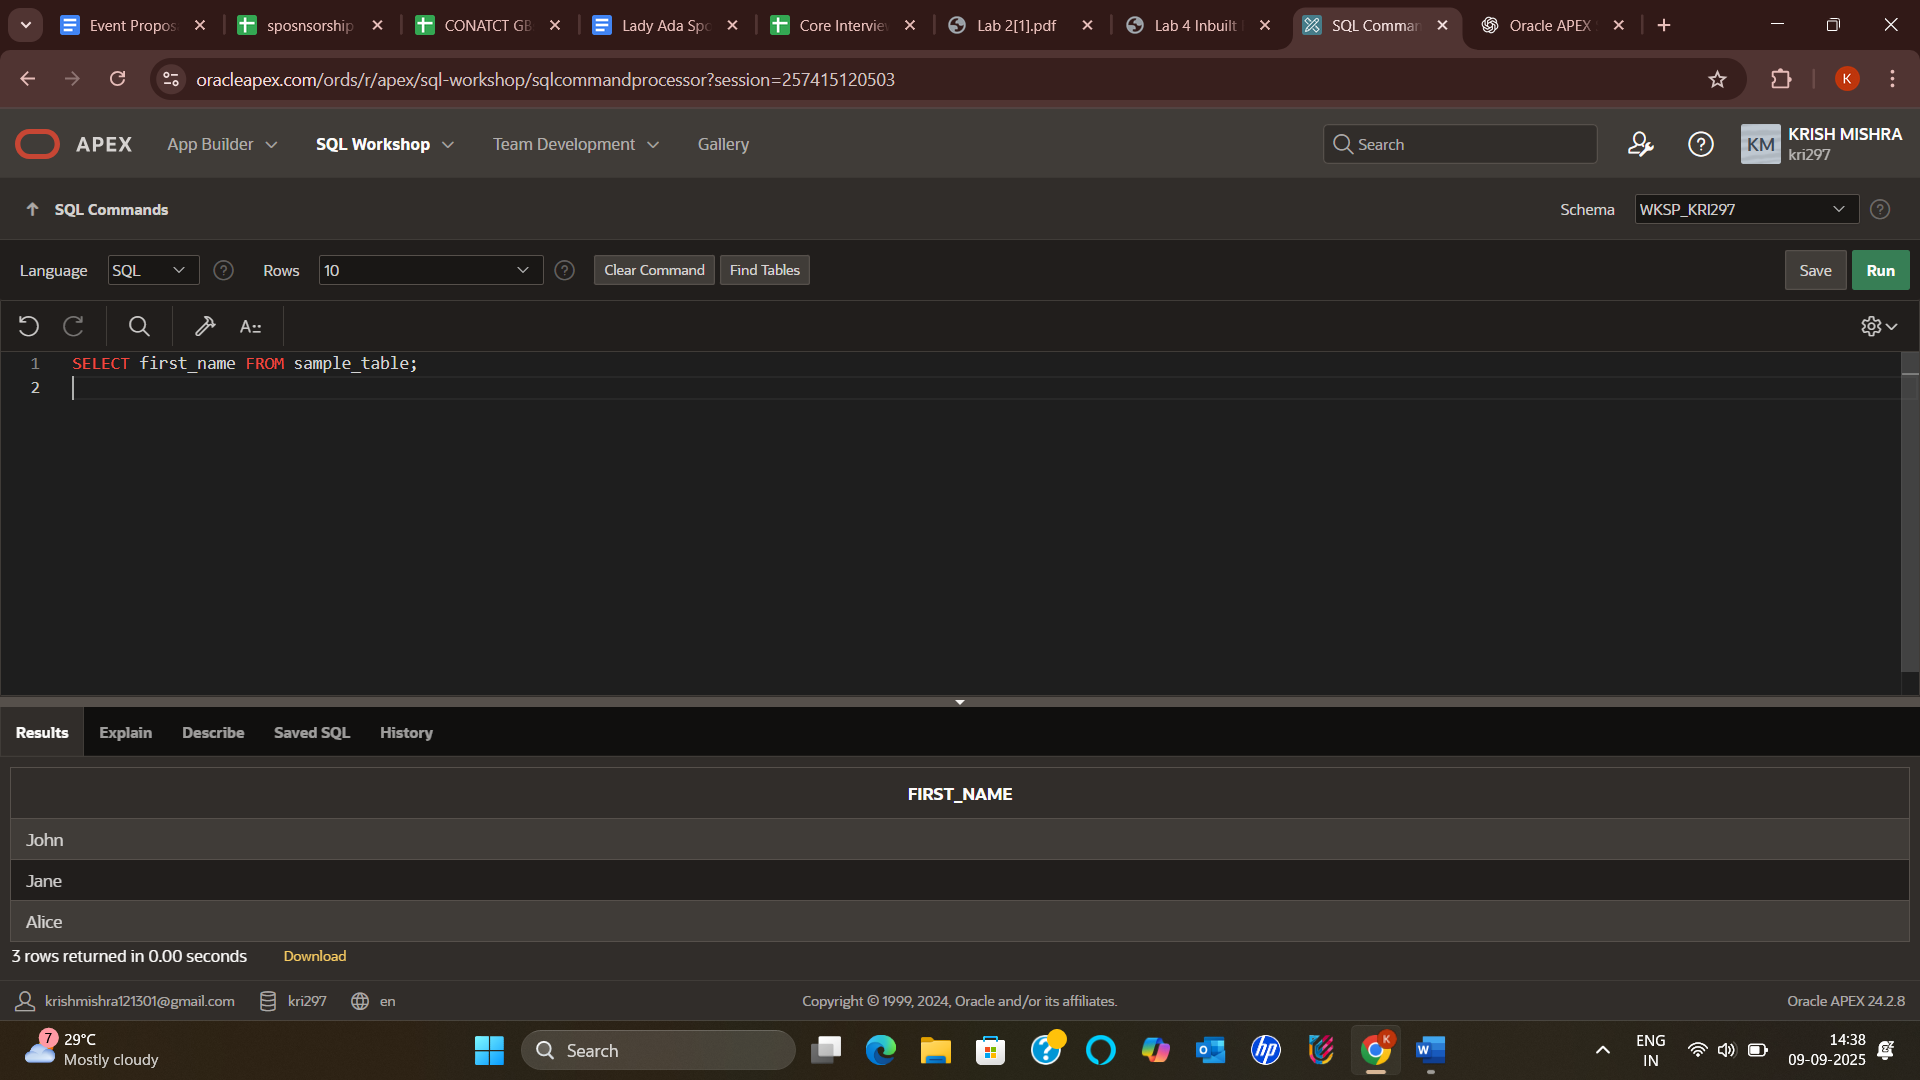 Event Propos
sposnsorship
CONATCT GB
Lady Ada Spo
Core Interview
Lab 2[1].pdf
Lab 4 Inbuilt
SQL Comman
Oracle APEX
oracleapex.com/ords/r/apex/sql-workshop/sqlcommandprocessor?session=257415120503
K
APEX
App Builder
SQL Workshop
Team Development
Gallery
Search
KM
KRISH MISHRA
kri297
SQL Commands
Schema
WKSP_KRI297
Language
SQL
Rows
10
Clear Command
Find Tables
Save
Run
A::
1 SELECT first_name FROM sample_table;
2
Results
Explain
Describe
Saved SQL
History
FIRST_NAME
John
Jane
Alice
3 rows returned in 0.00 seconds
Download
krishmishra121301@gmail.com
kri297
en
Copyright © 1999, 2024, Oracle and/or its affiliates.
Oracle APEX 24.2.8
7
29°C
Mostly cloudy
Search
hp
K
W
ENG
IN
14:38
09-09-2025